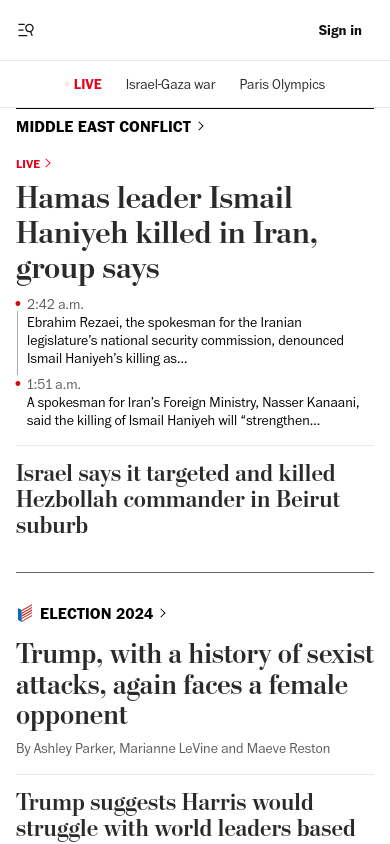 Sign in
LIVE Israel-Gaza war Paris Olympics
MIDDLE EAST CONFLICT
LIVE
Hamas leader Ismail
Haniyeh killed in Iran,
group says
2:42 a.m.
Ebrahim Rezaei, the spokesman for the Iranian
legislature’s national security commission, denounced
Ismail Haniyeh’s killing as...
1:51 a.m.
A spokesman for Iran’s Foreign Ministry, Nasser Kanaani,
said the killing of Ismail Haniyeh will “strengthen...
Israel says it targeted and killed
Hezbollah commander in Beirut
suburb
ELECTION 2024
Trump, with a history of sexist
attacks, again faces a female
opponent
By Ashley Parker, Marianne LeVine and Maeve Reston
Trump suggests Harris would
struggle with world leaders based